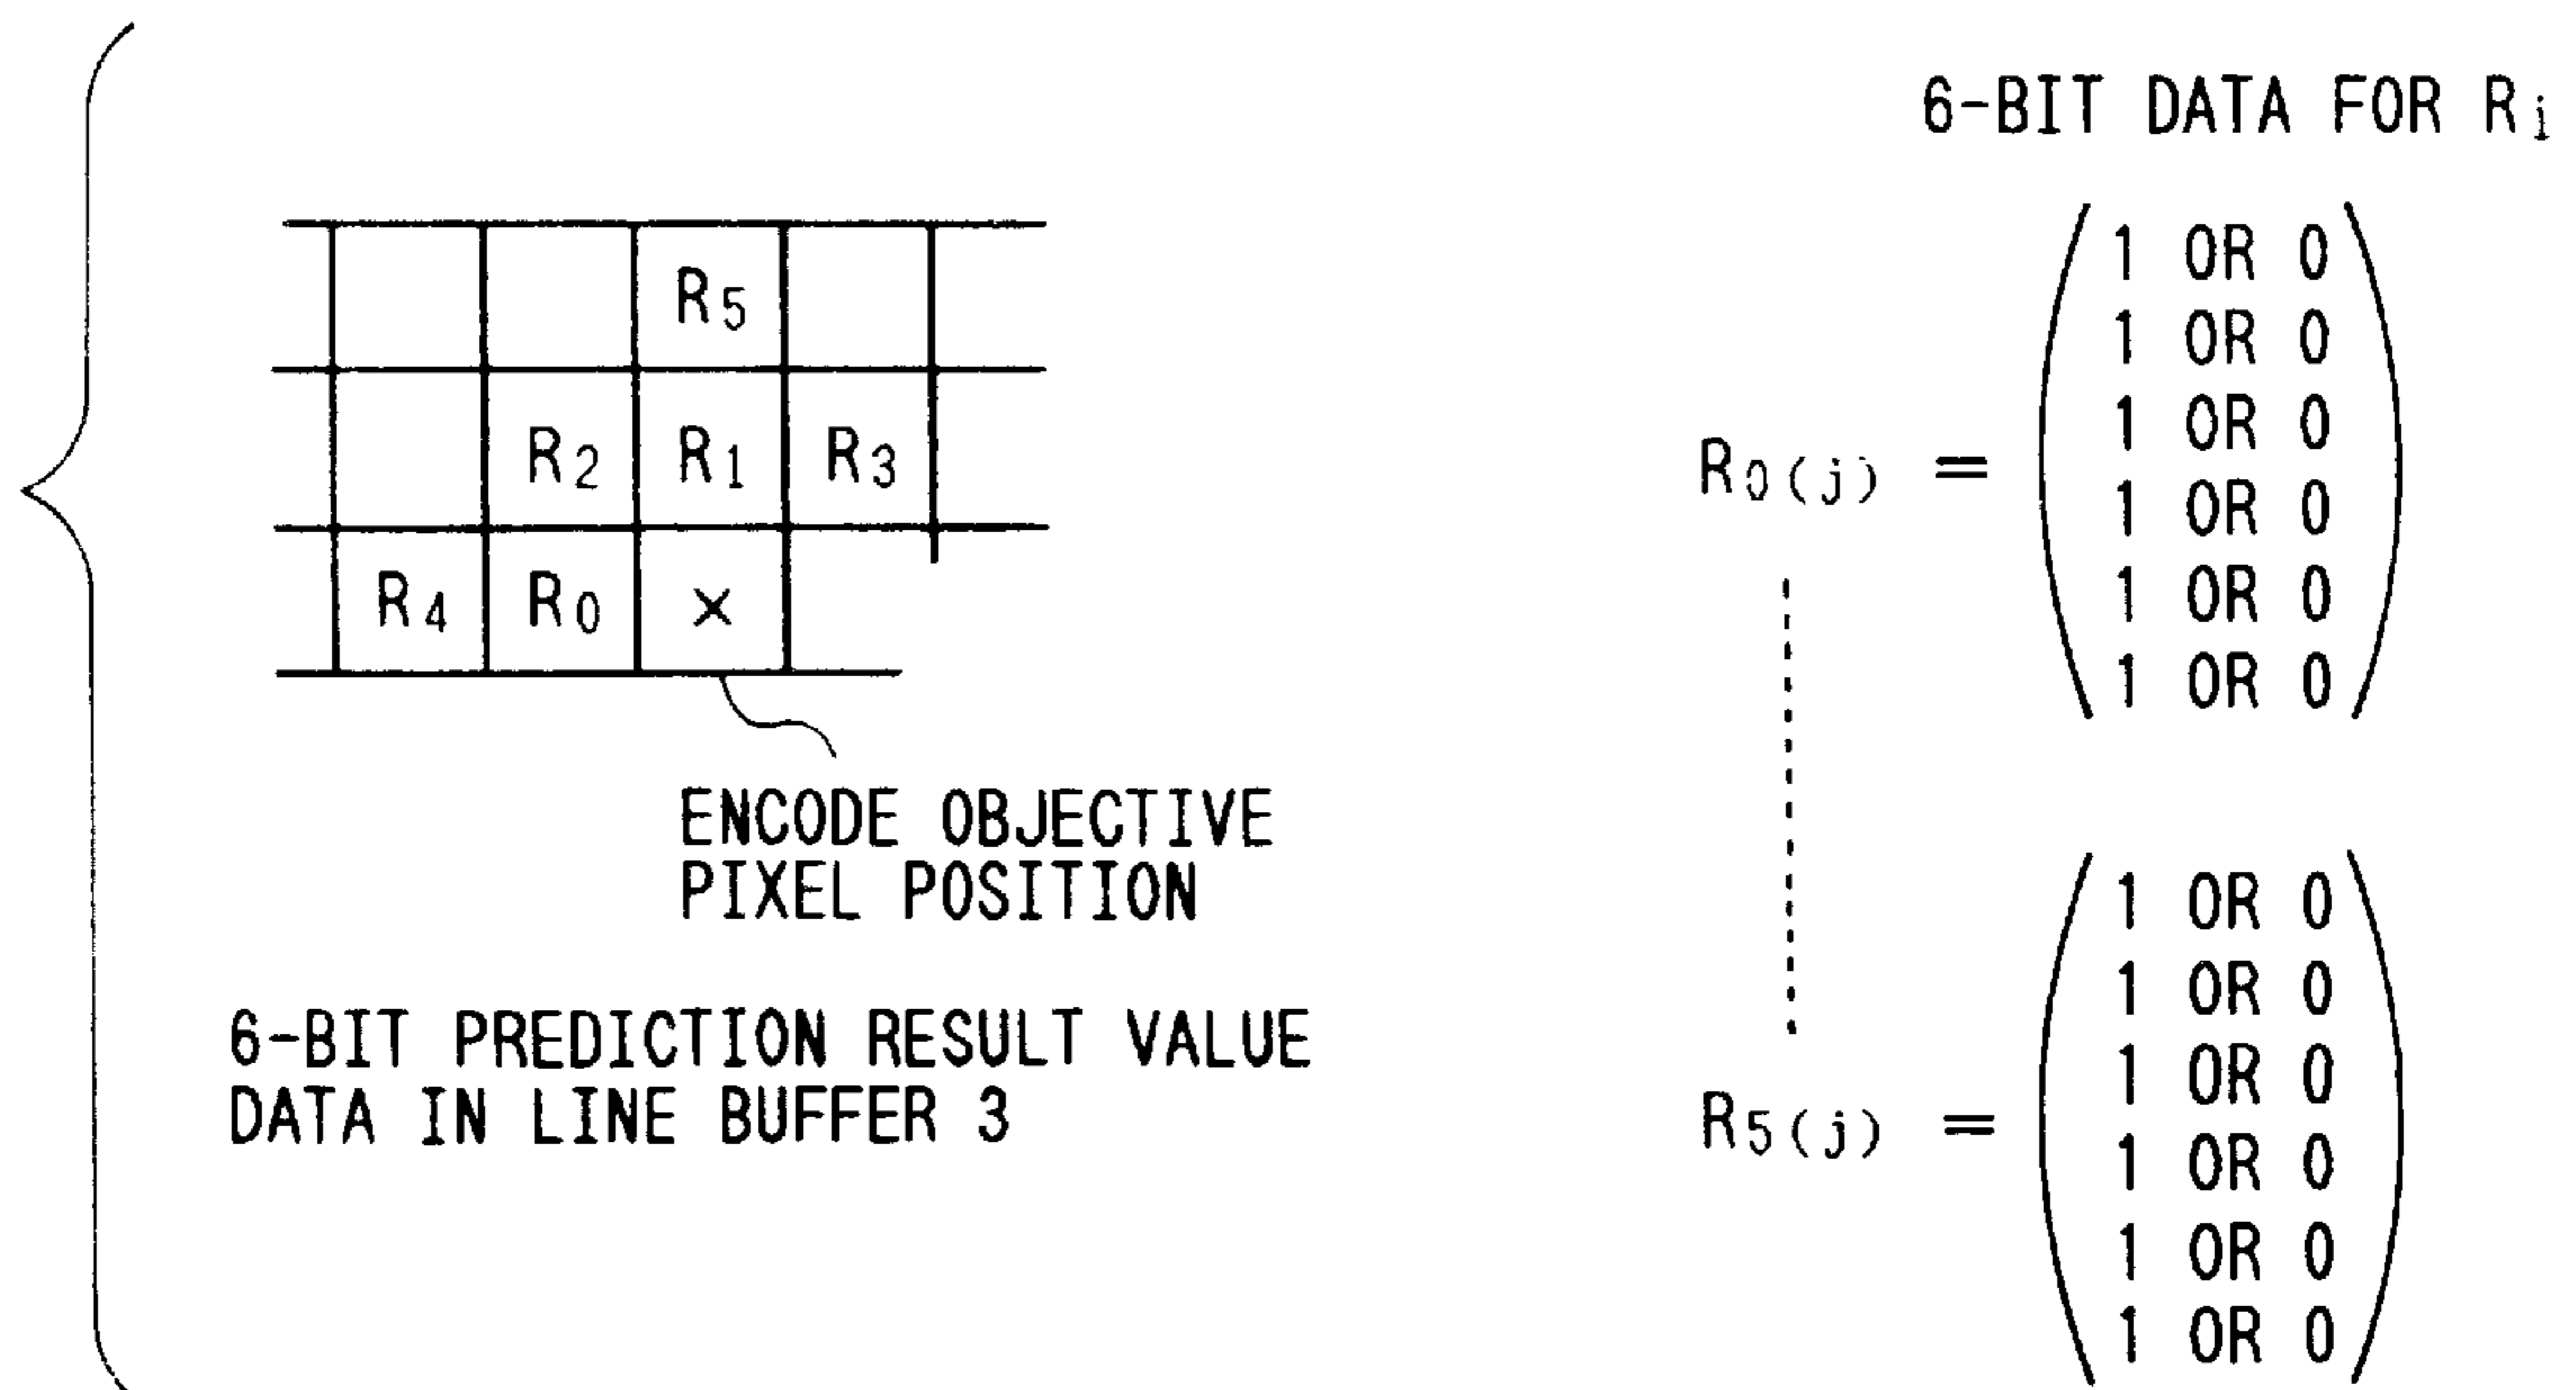 6-BIT DATA FOR Ri
R5
R2 R1 R3
R4 R0 ×
ENCODE OBJECTIVE
PIXEL POSITION
6-BIT PREDICTION RESULT VALUE
DATA IN LINE BUFFER 3
R0(j) =
1 OR 0
1 OR 0
1 OR 0
1 OR 0
1 OR 0
1 OR 0
R5(j) =
1 OR 0
1 OR 0
1 OR 0
1 OR 0
1 OR 0
1 OR 0